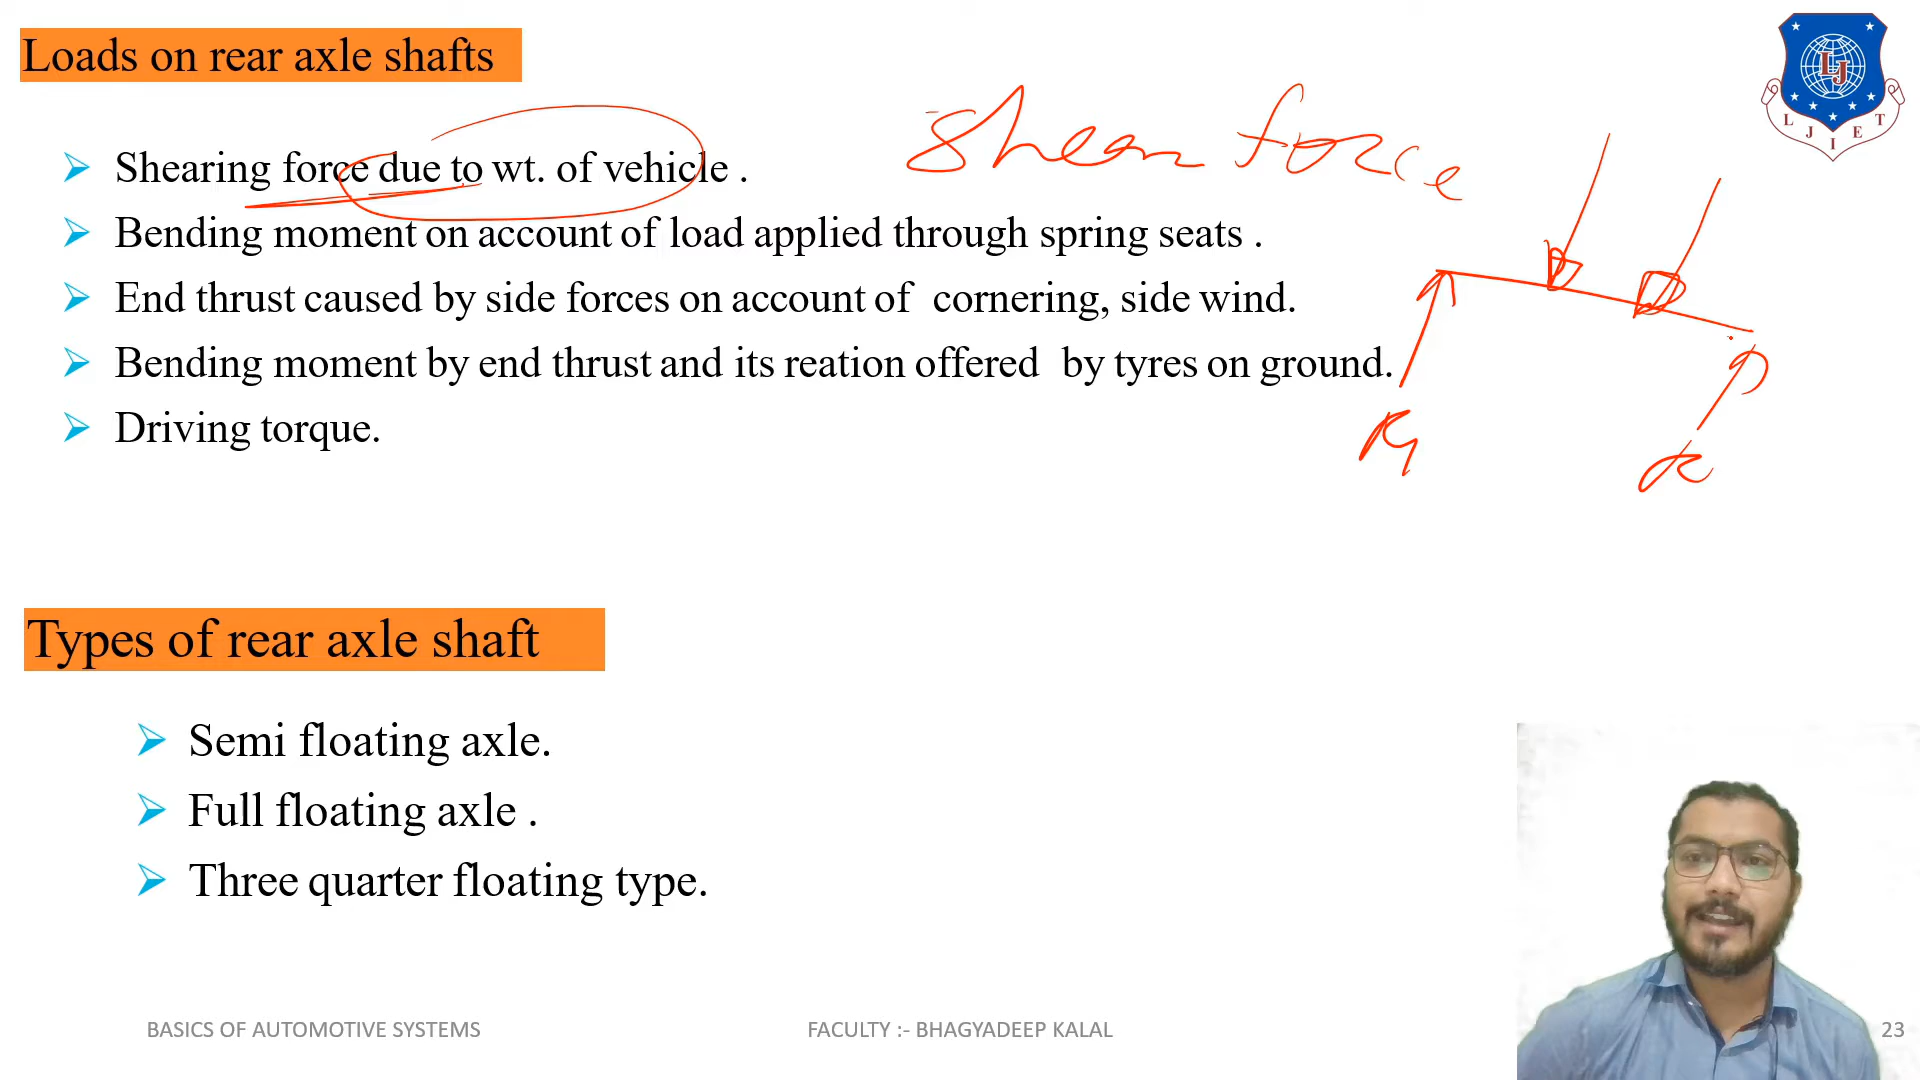 Loads on rear axle shafts
Shear force
Shearing force due to wt. of vehicle .
Bending moment on account of load applied through spring seats .
End thrust caused by side forces on account of cornering, side wind.
Bending moment by end thrust and its reation offered by tyres on ground.
Driving torque.
LJ
L J I E T
Types of rear axle shaft
Semi floating axle.
Full floating axle .
Three quarter floating type.
BASICS OF AUTOMOTIVE SYSTEMS
FACULTY :- BHAGYADEEP KALAL
23